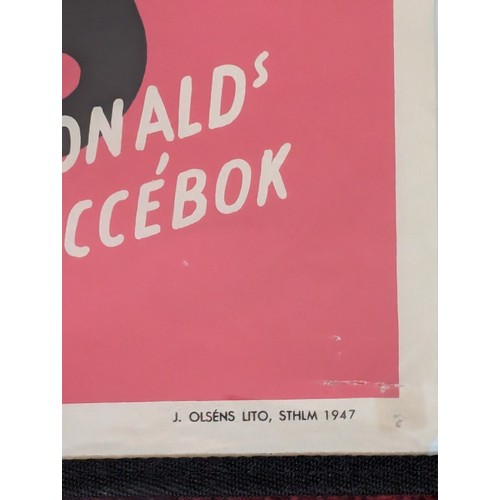 ONALDS
CCÉBOK
J. OLSÉNS LITO, STHLM 1947